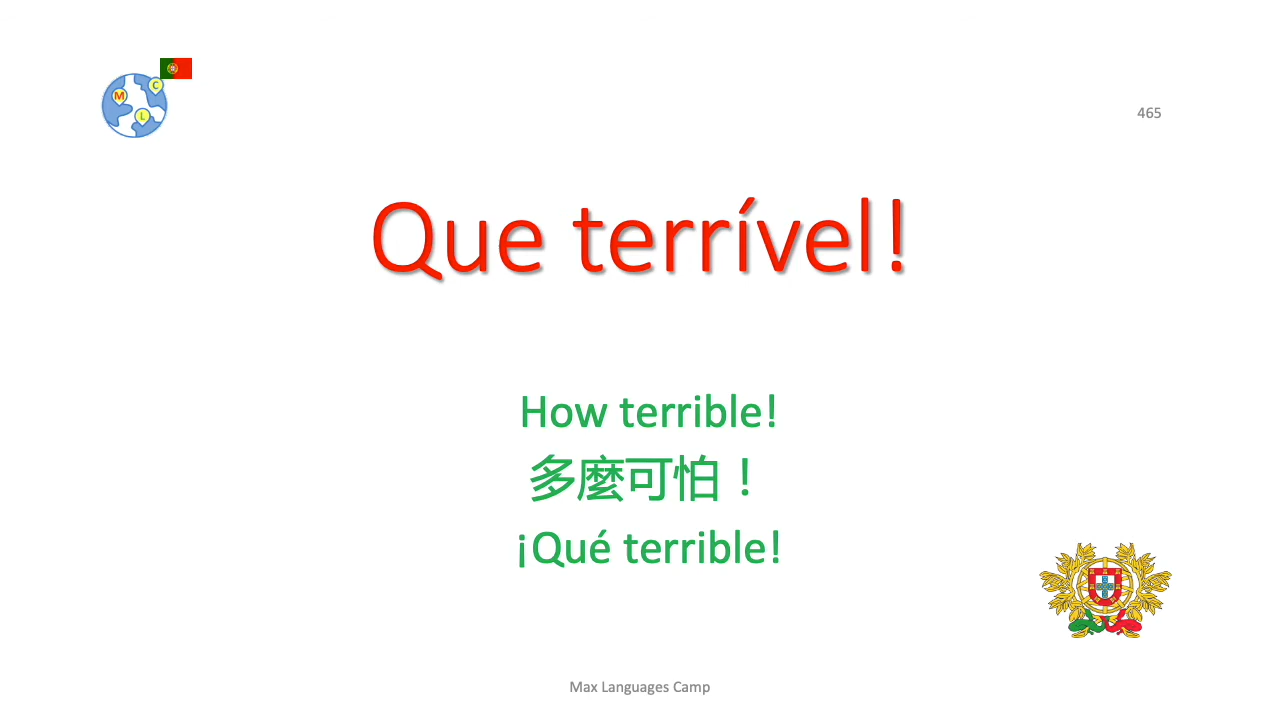 M
C
L
465
Que terrível!
How terrible!
多麼可怕！
¡Qué terrible!
Max Languages Camp